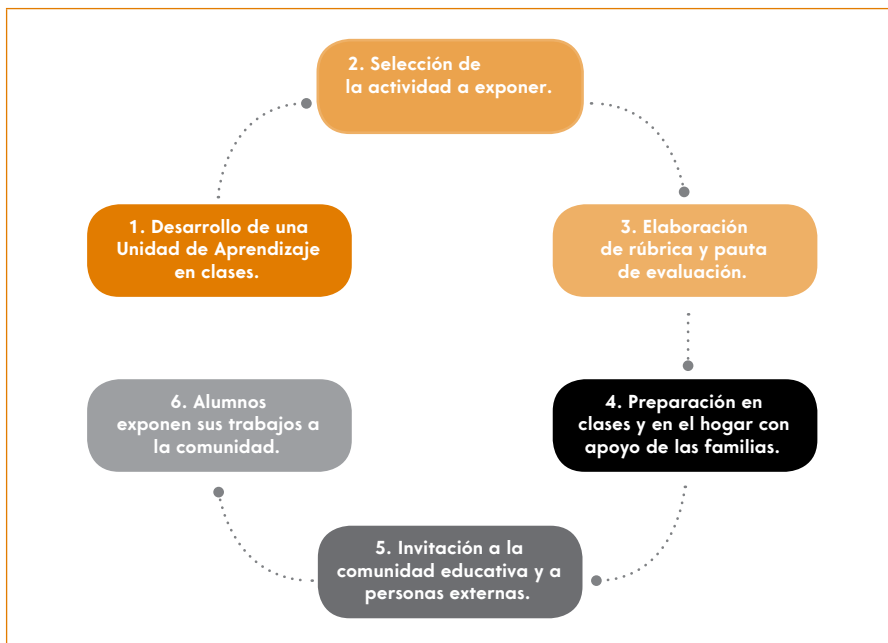 1. Desarrollo de una
Unidad de Aprendizaje
en clases.
2. Selección de
la actividad a exponer.
3. Elaboración
de rúbrica y pauta
de evaluación.
4. Preparación en
clases y en el hogar con
apoyo de las familias.
5. Invitación a la
comunidad educativa y a
personas externas.
6. Alumnos
exponen sus trabajos a
la comunidad.